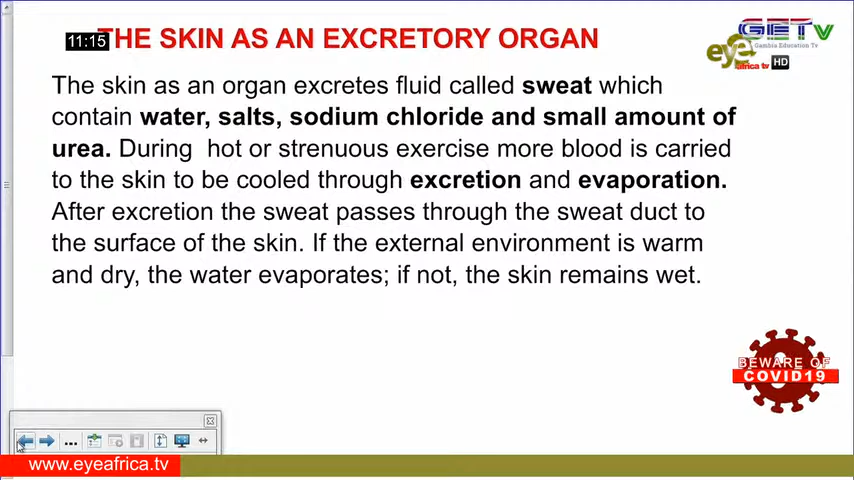 11:15
THE SKIN AS AN EXCRETORY ORGAN
GETv
Gambia Education Tv
eye
africa tv HD
The skin as an organ excretes fluid called sweat which
contain water, salts, sodium chloride and small amount of
urea. During hot or strenuous exercise more blood is carried
to the skin to be cooled through excretion and evaporation.
After excretion the sweat passes through the sweat duct to
the surface of the skin. If the external environment is warm
and dry, the water evaporates; if not, the skin remains wet.
BEWARE OF
COVID19
www.eyeafrica.tv